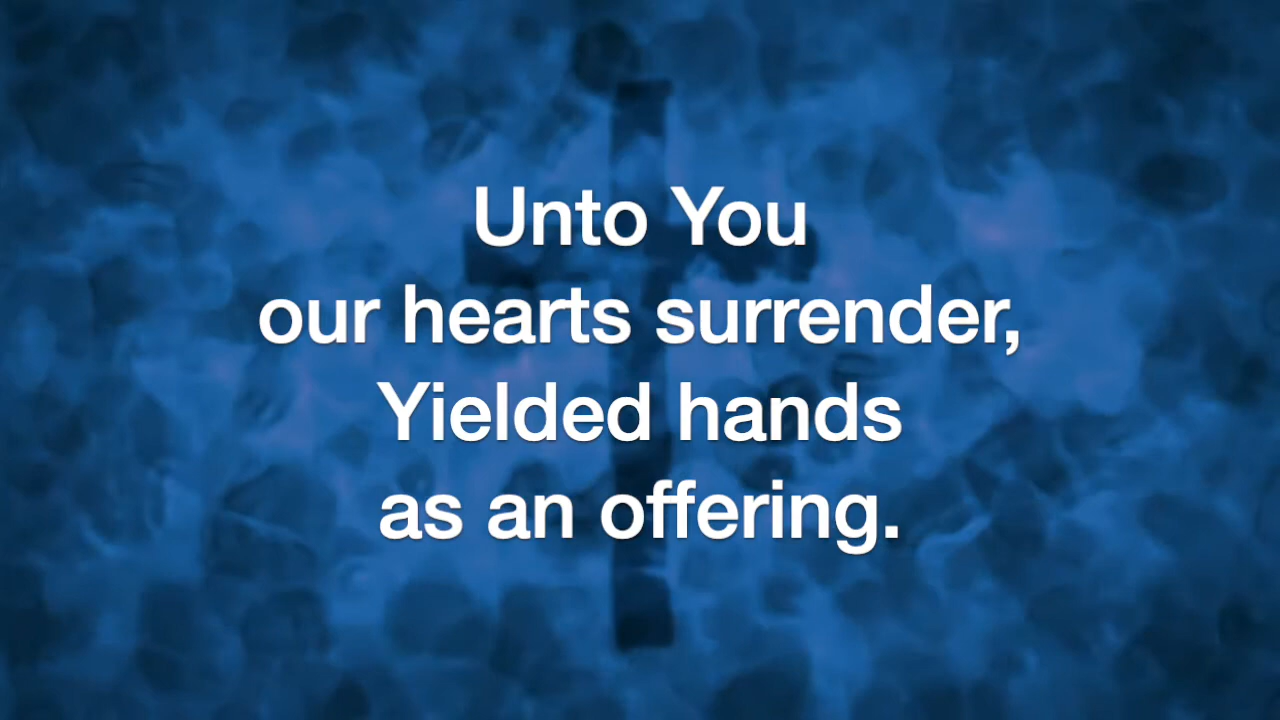 Unto You
our hearts surrender,
Yielded hands
as an offering.